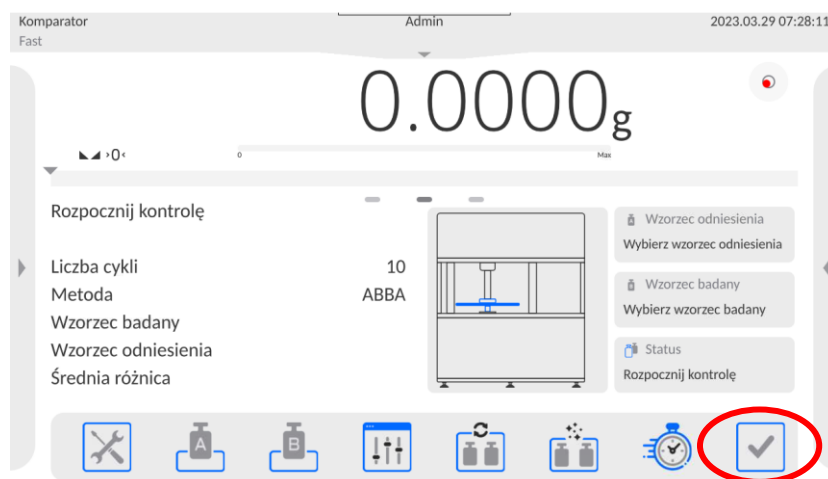 Komparator
Admin
2023.03.29 07:28:11
Fast
0.0000g
›0‹
0
Max
Rozpocznij kontrolę
Liczba cykli 10
Metoda ABBA
Wzorzec badany
Wzorzec odniesienia
Średnia różnica
Wzorzec odniesienia
Wybierz wzorzec odniesienia
Wzorzec badany
Wybierz wzorzec badany
Status
Rozpocznij kontrolę
A
B